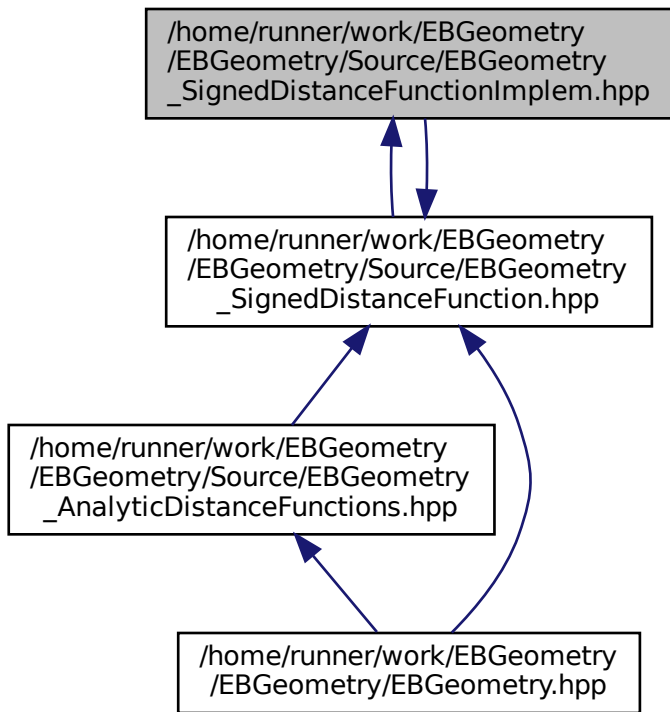 /home/runner/work/EBGeometry
/EBGeometry/Source/EBGeometry
_SignedDistanceFunctionImplem.hpp
/home/runner/work/EBGeometry
/EBGeometry/Source/EBGeometry
_SignedDistanceFunction.hpp
/home/runner/work/EBGeometry
/EBGeometry/Source/EBGeometry
_AnalyticDistanceFunctions.hpp
/home/runner/work/EBGeometry
/EBGeometry/EBGeometry.hpp